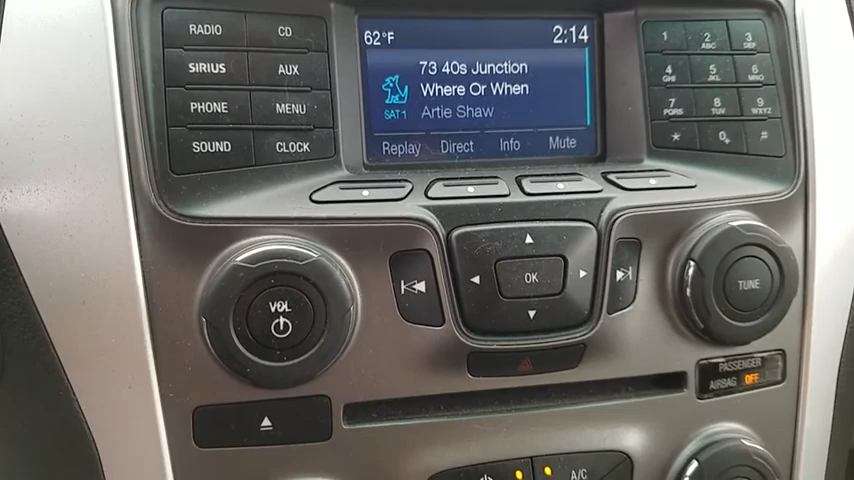 RADIO CD
SIRIUS AUX
PHONE MENU
SOUND CLOCK
62°F 2:14
73 40s Junction
Where Or When
SAT1 Artie Shaw
Replay Direct Info Mute
1 2 ABC 3 DEF
4 GHI 5 JKL 6 MNO
7 PQRS 8 TUV 9 WXYZ
* 0+ #
VOL
OK
TUNE
PASSENGER
AIRBAG OFF
A/C